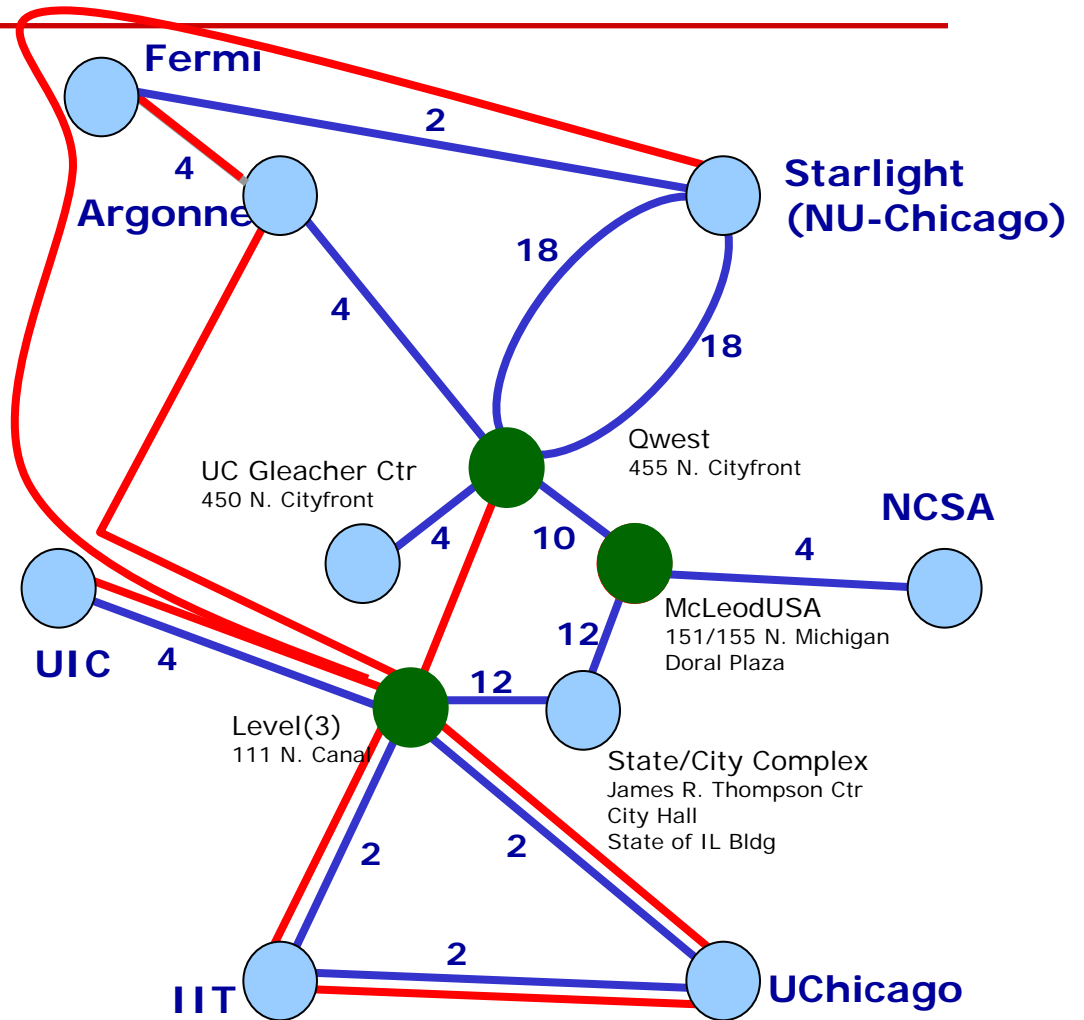 Fermi
2
4
Starlight
(NU-Chicago)
Argonne
18
4
18
Qwest
455 N. Cityfront
UC Gleacher Ctr
450 N. Cityfront
NCSA
4
10
4
McLeodUSA
151/155 N. Michigan
Doral Plaza
12
UIC
4
12
Level(3)
111 N. Canal
State/City Complex
James R. Thompson Ctr
City Hall
State of IL Bldg
2
2
2
IIT
UChicago